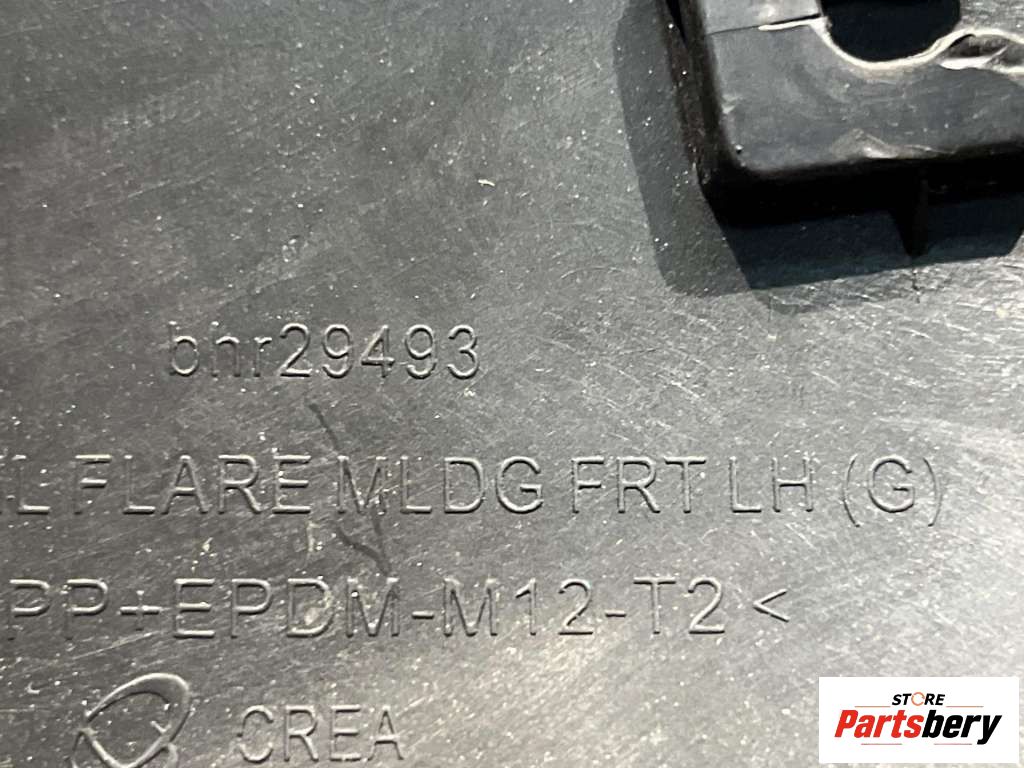 bhr29493
FLARE MLDG FRT LH (G)
PP+EPDM-M12-T2<
CREA
STORE
Partsbery